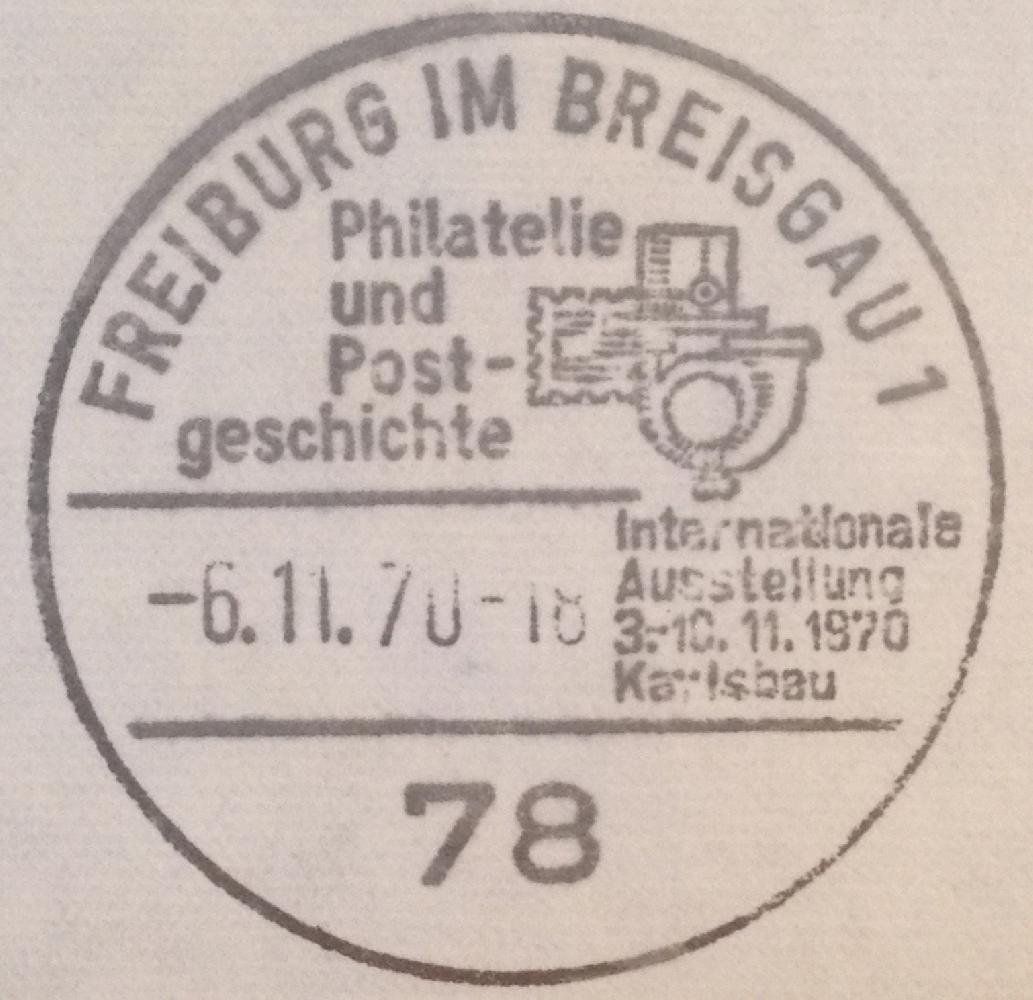 FREIBURG IM BREISGAU 1
Philatelie
und
Post-
geschichte
-6.11.70-18
Internationale
Ausstellung
3.-10. 11. 1970
Karlsbau
78